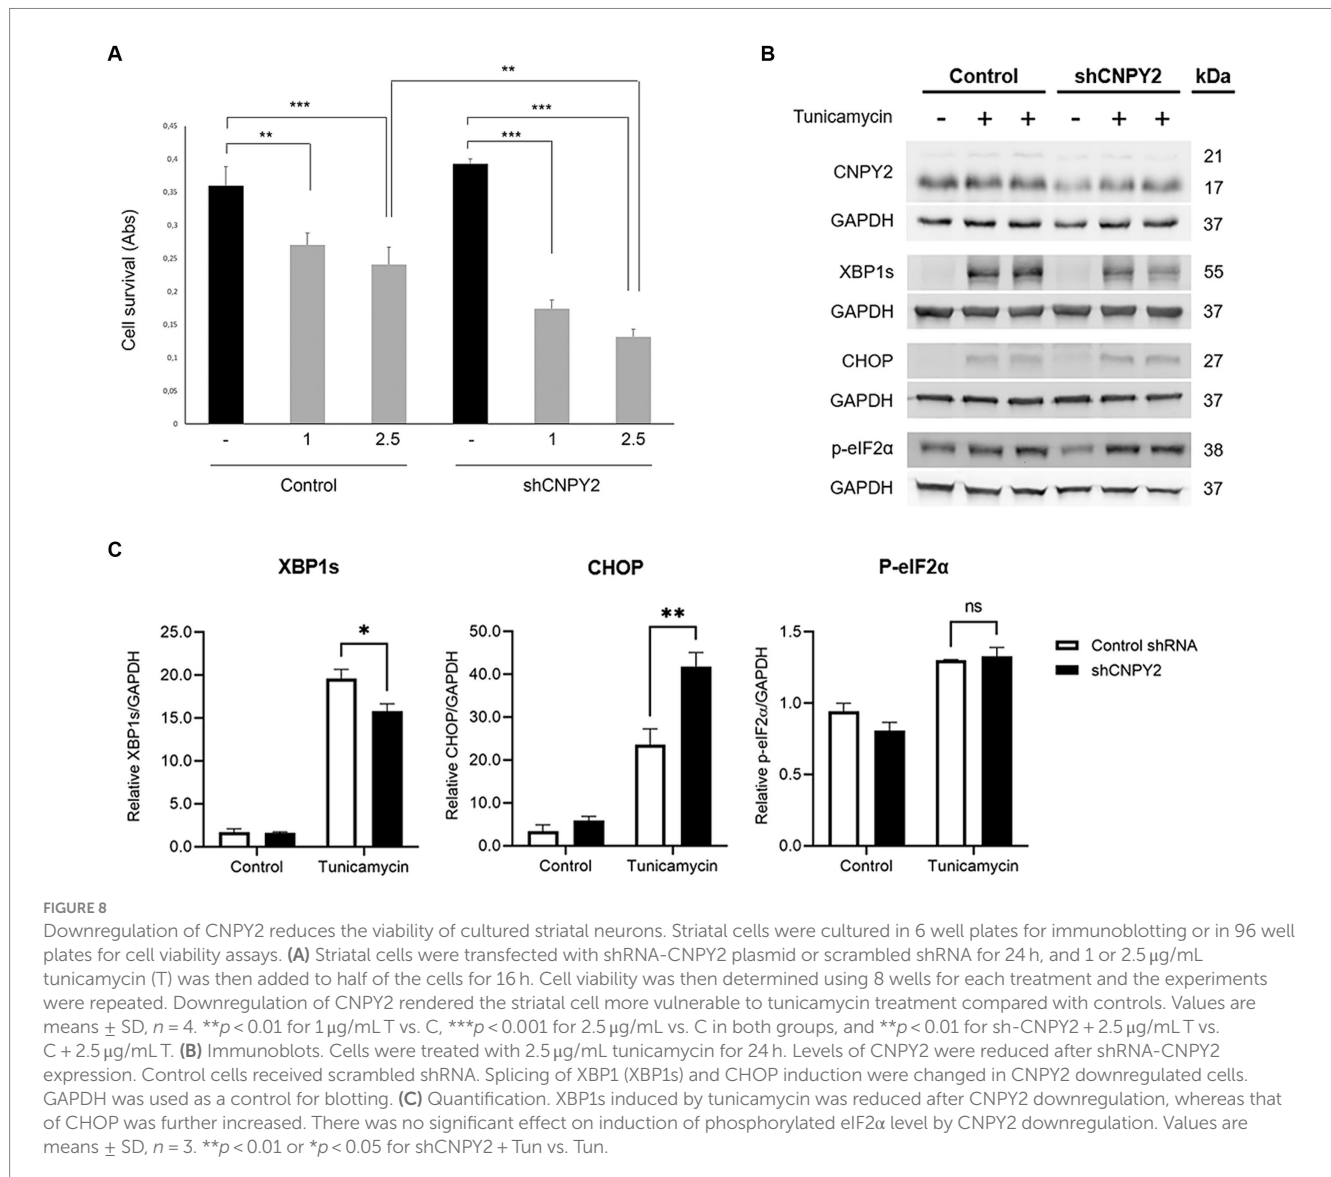 A
**
***
***
**
***
0,45
0,4
0,35
0,3
0,25
0,2
0,15
0,1
0,05
0
Cell survival (Abs)
- 1 2.5 - 1 2.5
Control shCNPY2
B
Control shCNPY2 kDa
Tunicamycin - + + - + +
CNPY2 21
17
GAPDH 37
XBP1s 55
GAPDH 37
CHOP 27
GAPDH 37
p-eIF2α 38
GAPDH 37
C
XBP1s
Relative XBP1s/GAPDH
25.0
20.0
15.0
10.0
5.0
0.0
*
Control Tunicamycin
CHOP
Relative CHOP/GAPDH
50.0
40.0
30.0
20.0
10.0
0.0
**
Control Tunicamycin
P-eIF2α
Relative p-eIF2α/GAPDH
1.5
1.0
0.5
0.0
ns
Control Tunicamycin
Control shRNA
shCNPY2
FIGURE 8
Downregulation of CNPY2 reduces the viability of cultured striatal neurons. Striatal cells were cultured in 6 well plates for immunoblotting or in 96 well
plates for cell viability assays. (A) Striatal cells were transfected with shRNA-CNPY2 plasmid or scrambled shRNA for 24 h, and 1 or 2.5 μg/mL
tunicamycin (T) was then added to half of the cells for 16 h. Cell viability was then determined using 8 wells for each treatment and the experiments
were repeated. Downregulation of CNPY2 rendered the striatal cell more vulnerable to tunicamycin treatment compared with controls. Values are
means ± SD, n = 4. **p < 0.01 for 1 μg/mL T vs. C, ***p < 0.001 for 2.5 μg/mL vs. C in both groups, and **p < 0.01 for sh-CNPY2 + 2.5 μg/mL T vs.
C + 2.5 μg/mL T. (B) Immunoblots. Cells were treated with 2.5 μg/mL tunicamycin for 24 h. Levels of CNPY2 were reduced after shRNA-CNPY2
expression. Control cells received scrambled shRNA. Splicing of XBP1 (XBP1s) and CHOP induction were changed in CNPY2 downregulated cells.
GAPDH was used as a control for blotting. (C) Quantification. XBP1s induced by tunicamycin was reduced after CNPY2 downregulation, whereas that
of CHOP was further increased. There was no significant effect on induction of phosphorylated eIF2α level by CNPY2 downregulation. Values are
means ± SD, n = 3. **p < 0.01 or *p < 0.05 for shCNPY2 + Tun vs. Tun.